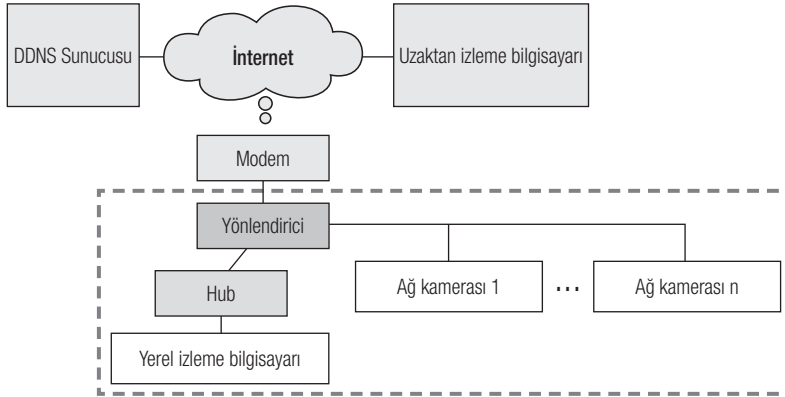 DDNS Sunucusu
İnternet
Uzaktan izleme bilgisayarı
Modem
Yönlendirici
Hub
Ağ kamerası 1
...
Ağ kamerası n
Yerel izleme bilgisayarı